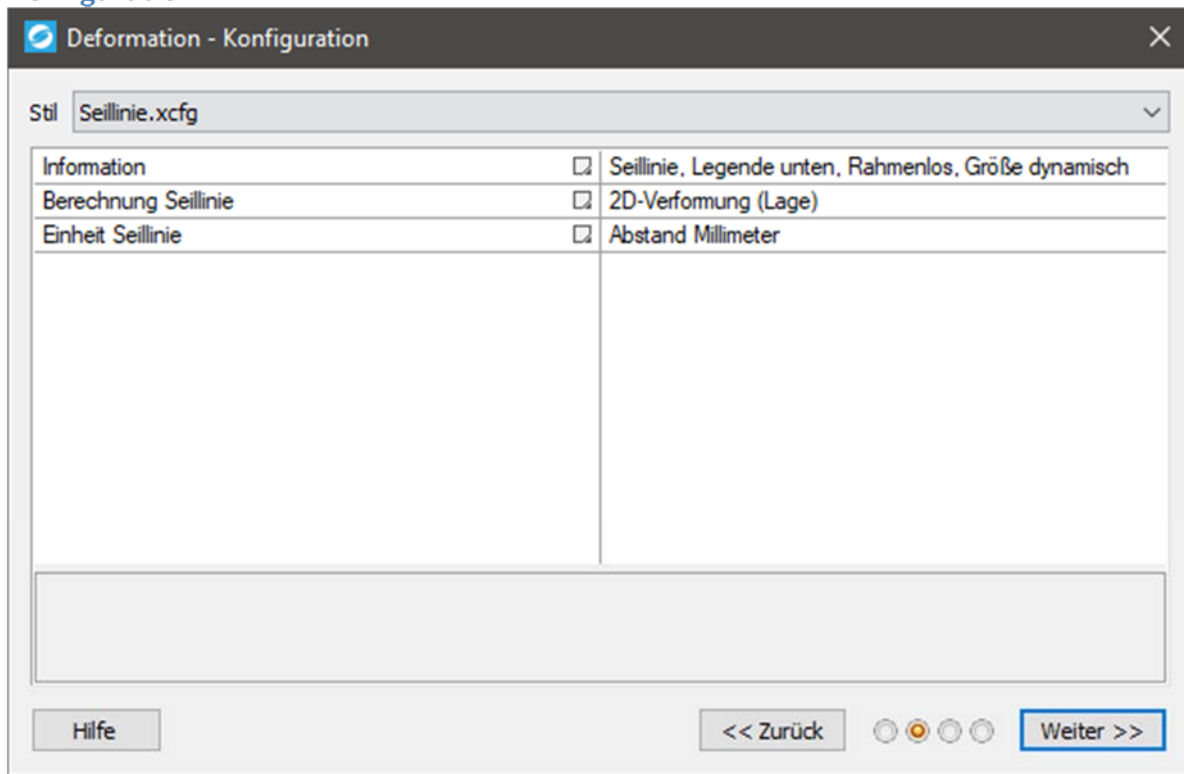 Deformation - Konfiguration
Stil Seillinie.xcfg
Information Seillinie, Legende unten, Rahmenlos, Größe dynamisch
Berechnung Seillinie 2D-Verformung (Lage)
Einheit Seillinie Abstand Millimeter
Hilfe << Zurück Weiter >>